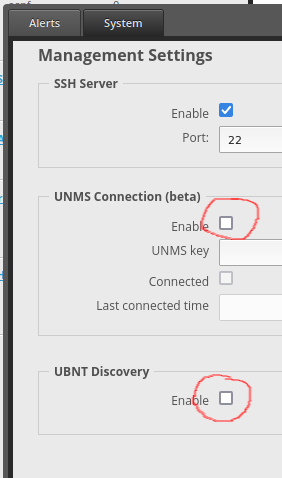 Alerts
System
Management Settings
SSH Server
Enable
Port:
22
UNMS Connection (beta)
Enable
UNMS key
Connected
Last connected time
UBNT Discovery
Enable